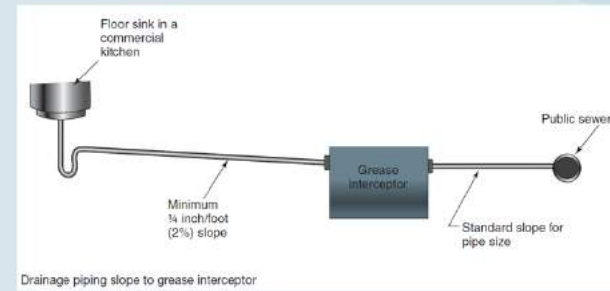 Floor sink in a
commercial
kitchen
Public sewer
Grease
interceptor
Minimum
¼ inch/foot
(2%) slope
Standard slope for
pipe size
Drainage piping slope to grease interceptor